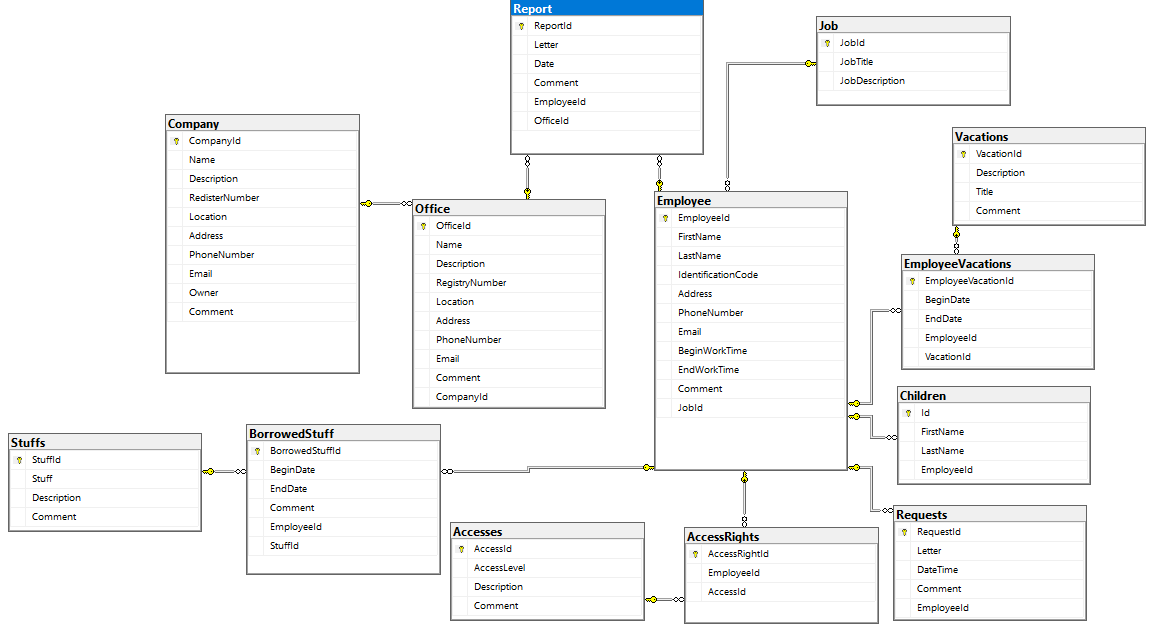 Report
ReportId
Letter
Date
Comment
EmployeeId
OfficeId
Job
JobId
JobTitle
JobDescription
Company
CompanyId
Name
Description
RedisterNumber
Location
Address
PhoneNumber
Email
Owner
Comment
Vacations
VacationId
Description
Title
Comment
Office
OfficeId
Name
Description
RegistryNumber
Location
Address
PhoneNumber
Email
Comment
CompanyId
Employee
EmployeeId
FirstName
LastName
IdentificationCode
Address
PhoneNumber
Email
BeginWorkTime
EndWorkTime
Comment
JobId
EmployeeVacations
EmployeeVacationId
BeginDate
EndDate
EmployeeId
VacationId
Children
Id
FirstName
LastName
EmployeeId
Stuffs
StuffId
Stuff
Description
Comment
BorrowedStuff
BorrowedStuffId
BeginDate
EndDate
Comment
EmployeeId
StuffId
Accesses
AccessId
AccessLevel
Description
Comment
AccessRights
AccessRightId
EmployeeId
AccessId
Requests
RequestId
Letter
DateTime
Comment
EmployeeId